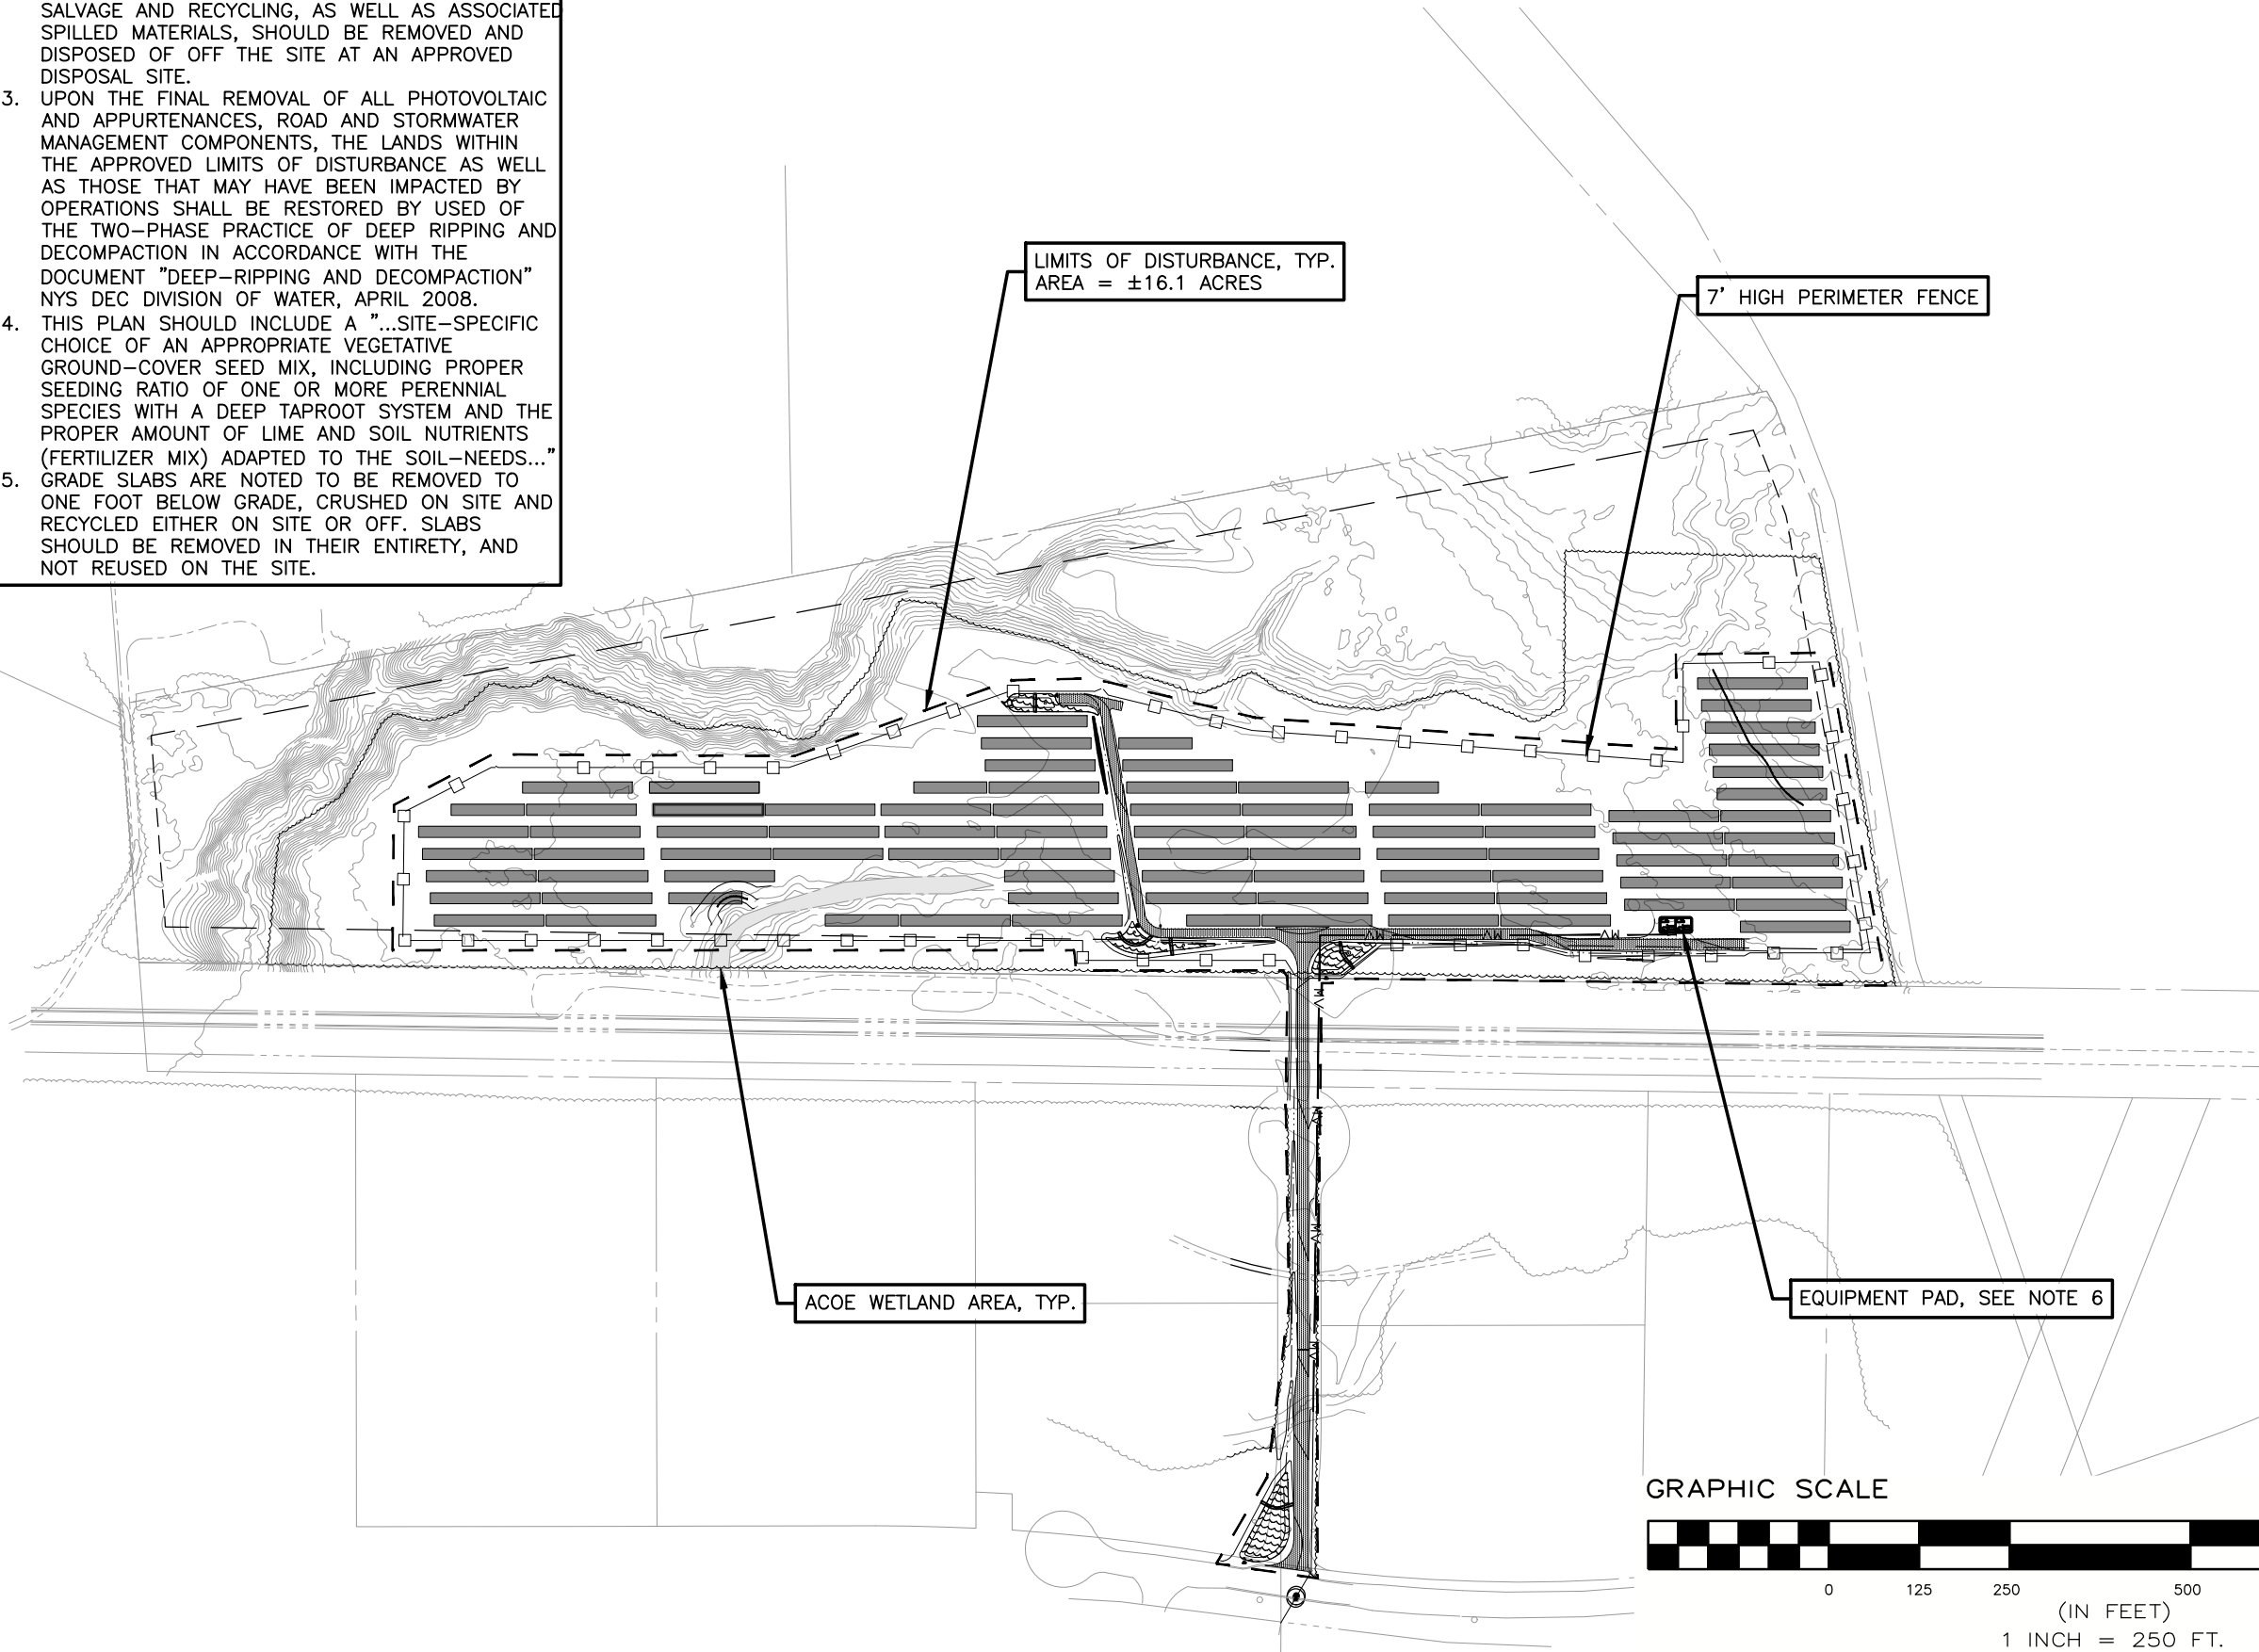 SALVAGE AND RECYCLING, AS WELL AS ASSOCIATED
SPILLED MATERIALS, SHOULD BE REMOVED AND
DISPOSED OF OFF THE SITE AT AN APPROVED
DISPOSAL SITE.
3. UPON THE FINAL REMOVAL OF ALL PHOTOVOLTAIC
AND APPURTENANCES, ROAD AND STORMWATER
MANAGEMENT COMPONENTS, THE LANDS WITHIN
THE APPROVED LIMITS OF DISTURBANCE AS WELL
AS THOSE THAT MAY HAVE BEEN IMPACTED BY
OPERATIONS SHALL BE RESTORED BY USED OF
THE TWO-PHASE PRACTICE OF DEEP RIPPING AND
DECOMPACTION IN ACCORDANCE WITH THE
DOCUMENT "DEEP-RIPPING AND DECOMPACTION"
NYS DEC DIVISION OF WATER, APRIL 2008.
4. THIS PLAN SHOULD INCLUDE A "...SITE-SPECIFIC
CHOICE OF AN APPROPRIATE VEGETATIVE
GROUND-COVER SEED MIX, INCLUDING PROPER
SEEDING RATIO OF ONE OR MORE PERENNIAL
SPECIES WITH A DEEP TAPROOT SYSTEM AND THE
PROPER AMOUNT OF LIME AND SOIL NUTRIENTS
(FERTILIZER MIX) ADAPTED TO THE SOIL-NEEDS..."
5. GRADE SLABS ARE NOTED TO BE REMOVED TO
ONE FOOT BELOW GRADE, CRUSHED ON SITE AND
RECYCLED EITHER ON SITE OR OFF. SLABS
SHOULD BE REMOVED IN THEIR ENTIRETY, AND
NOT REUSED ON THE SITE.
LIMITS OF DISTURBANCE, TYP.
AREA = ±16.1 ACRES
7' HIGH PERIMETER FENCE
MV
MV
MV
MV
MV
MV
MV
ACOE WETLAND AREA, TYP.
EQUIPMENT PAD, SEE NOTE 6
GRAPHIC SCALE
0 125 250 500
(IN FEET)
1 INCH = 250 FT.